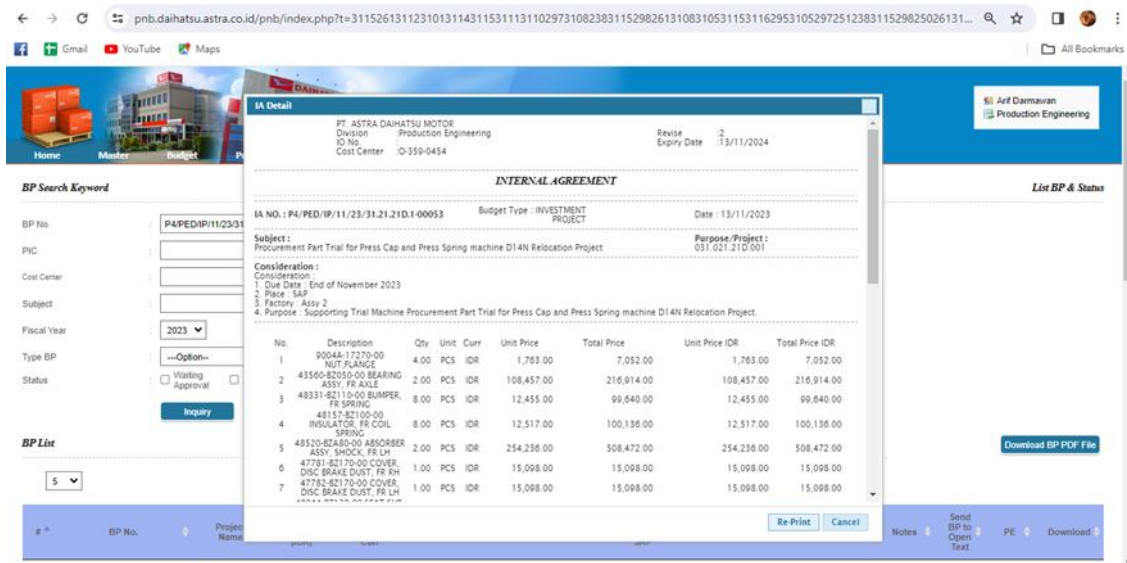 pnb.daihatsu.astra.co.id/pnb/index.php?t=
Gmail YouTube Maps All Bookmarks
DAIHATSU
Arif Darmawan
Production Engineering
Home Master Budget
BP Search Keyword
List BP & Status
BP No. : P4/PED/IP/11/23/31
PIC :
Cost Center :
Subject :
Fiscal Year : 2023
Type BP : ---Option--
Status : Waiting Approval
Inquiry
BP List
Download BP PDF File
5
# BP No. Project Name Notes Send BP to Open Text PE Download
IA Detail
PT. ASTRA DAIHATSU MOTOR
Division :Production Engineering Revise :2
IO No. : Expiry Date :13/11/2024
Cost Center :O-359-0454
INTERNAL AGREEMENT
IA NO. : P4/PED/IP/11/23/31.21.21D.1-00053 Budget Type : INVESTMENT PROJECT Date : 13/11/2023
Subject : Purpose/Project :
Procurement Part Trial for Press Cap and Press Spring machine D14N Relocation Project 031.021.21D.001
Consideration :
Consideration :
1. Due Date : End of November 2023
2. Place : SAP
3. Factory : Assy 2
4. Purpose : Supporting Trial Machine Procurement Part Trial for Press Cap and Press Spring machine D14N Relocation Project.
No. Description Qty Unit Curr Unit Price Total Price Unit Price IDR Total Price IDR
1 9004A-17270-00 NUT,FLANGE 4.00 PCS IDR 1,763.00 7,052.00 1,763.00 7,052.00
2 43560-BZ050-00 BEARING ASSY, FR AXLE 2.00 PCS IDR 108,457.00 216,914.00 108,457.00 216,914.00
3 48331-BZ110-00 BUMPER, FR SPRING 8.00 PCS IDR 12,455.00 99,640.00 12,455.00 99,640.00
4 48157-BZ100-00 INSULATOR, FR COIL SPRING 8.00 PCS IDR 12,517.00 100,136.00 12,517.00 100,136.00
5 48520-BZA80-00 ABSORBER ASSY, SHOCK, FR LH 2.00 PCS IDR 254,236.00 508,472.00 254,236.00 508,472.00
6 47781-BZ170-00 COVER, DISC BRAKE DUST, FR RH 1.00 PCS IDR 15,098.00 15,098.00 15,098.00 15,098.00
7 47782-BZ170-00 COVER, DISC BRAKE DUST, FR LH 1.00 PCS IDR 15,098.00 15,098.00 15,098.00 15,098.00
Re-Print Cancel